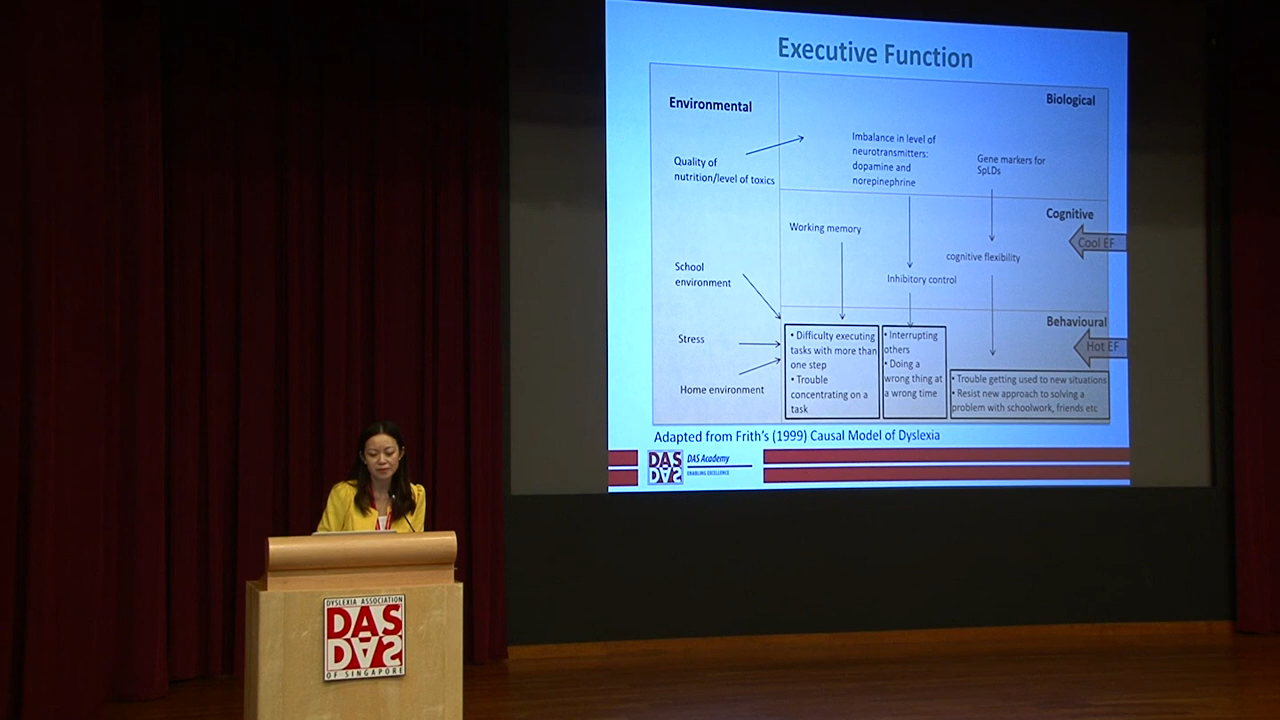 Executive Function
Environmental
Biological
Imbalance in level of
neurotransmitters:
dopamine and
norepinephrine
Gene markers for
SpLDs
Quality of
nutrition/level of toxics
Cognitive
Working memory
Cool EF
cognitive flexibility
Inhibitory control
School
environment
Behavioural
Hot EF
Stress
Home environment
• Difficulty executing
tasks with more than
one step
• Trouble
concentrating on a
task
• Interrupting
others
• Doing a
wrong thing at
a wrong time
• Trouble getting used to new situations
• Resist new approach to solving a
problem with schoolwork, friends etc
Adapted from Frith's (1999) Causal Model of Dyslexia
DAS
DAS
DAS Academy
ENABLING EXCELLENCE
DYSLEXIA ASSOCIATION
DAS
DAS
OF SINGAPORE